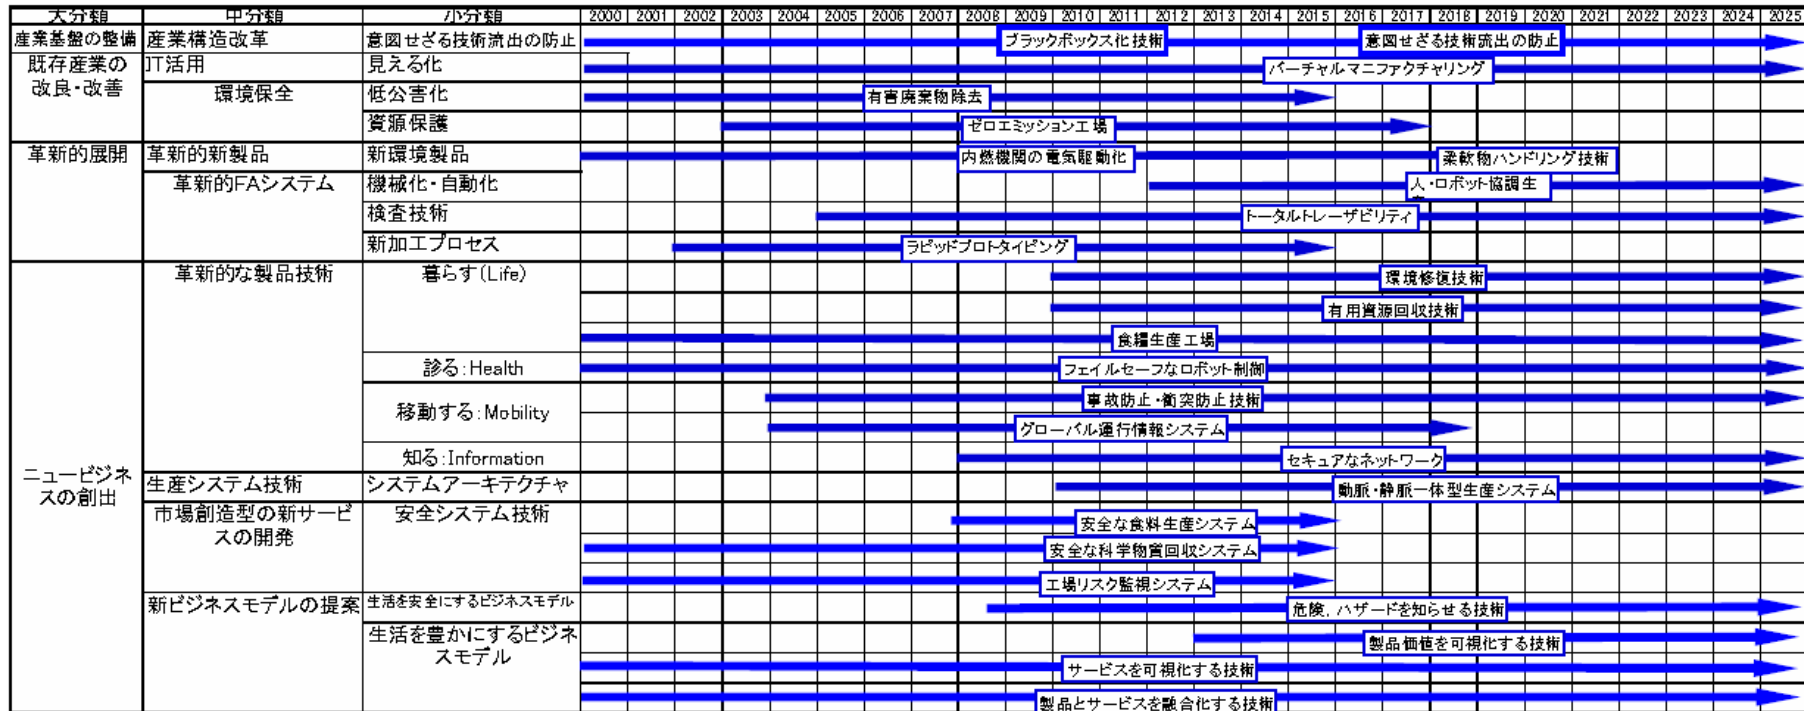 大分類 中分類 小分類 2000 2001 2002 2003 2004 2005 2006 2007 2008 2009 2010 2011 2012 2013 2014 2015 2016 2017 2018 2019 2020 2021 2022 2023 2024 2025
産業基盤の整備 産業構造改革 意図せざる技術流出の防止 ブラックボックス化技術 意図せざる技術流出の防止
既存産業の
改良・改善
IT活用 見える化 バーチャルマニファクチャリング
環境保全 低公害化 有害廃棄物除去
資源保護 ゼロエミッション工場
革新的展開 革新的新製品 新環境製品 内燃機関の電気駆動化 柔軟物ハンドリング技術
革新的FAシステム 機械化・自動化 人・ロボット協調生
検査技術 トータルトレーザビリティ
新加工プロセス ラピッドプロトタイピング
ニュービジネ
スの創出
革新的な製品技術 暮らす(Life) 環境修復技術
有用資源回収技術
食糧生産工場
診る:Health フェイルセーフなロボット制御
移動する:Mobility 事故防止・衝突防止技術
グローバル運行情報システム
知る:Information セキュアなネットワーク
生産システム技術 システムアーキテクチャ 動脈・静脈一体型生産システム
市場創造型の新サービ
スの開発
安全システム技術 安全な食料生産システム
安全な科学物質回収システム
工場リスク監視システム
新ビジネスモデルの提案 生活を安全にするビジネスモデル 危険、ハザードを知らせる技術
生活を豊かにするビジネ
スモデル
製品価値を可視化する技術
サービスを可視化する技術
製品とサービスを融合化する技術